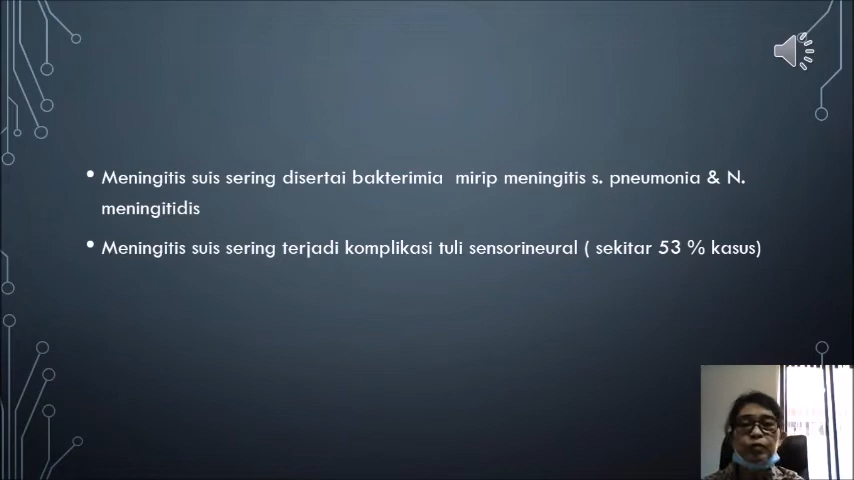 • Meningitis suis sering disertai bakterimia mirip meningitis s. pneumonia & N.
meningitidis
• Meningitis suis sering terjadi komplikasi tuli sensorineural ( sekitar 53 % kasus)